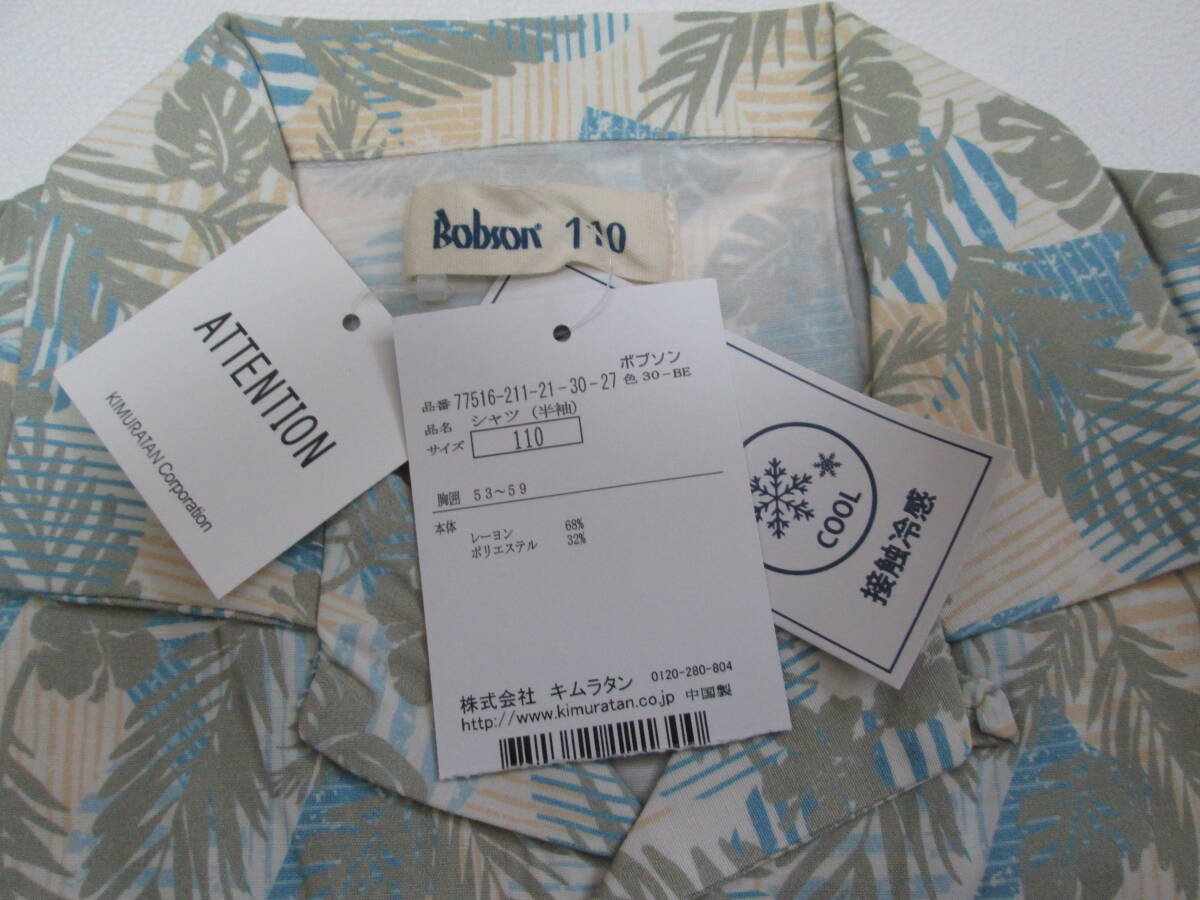 Bobson 110
ATTENTION
KIMURATAN Corporation
ボブソン
品番 77516-211-21-30-27 色 30-BE
品名 シャツ (半袖)
サイズ 110
胸囲 53~59
本体
レーヨン 68%
ポリエステル 32%
株式会社 キムラタン 0120-280-804
http://www.kimuratan.co.jp 中国製
COOL
接触冷感